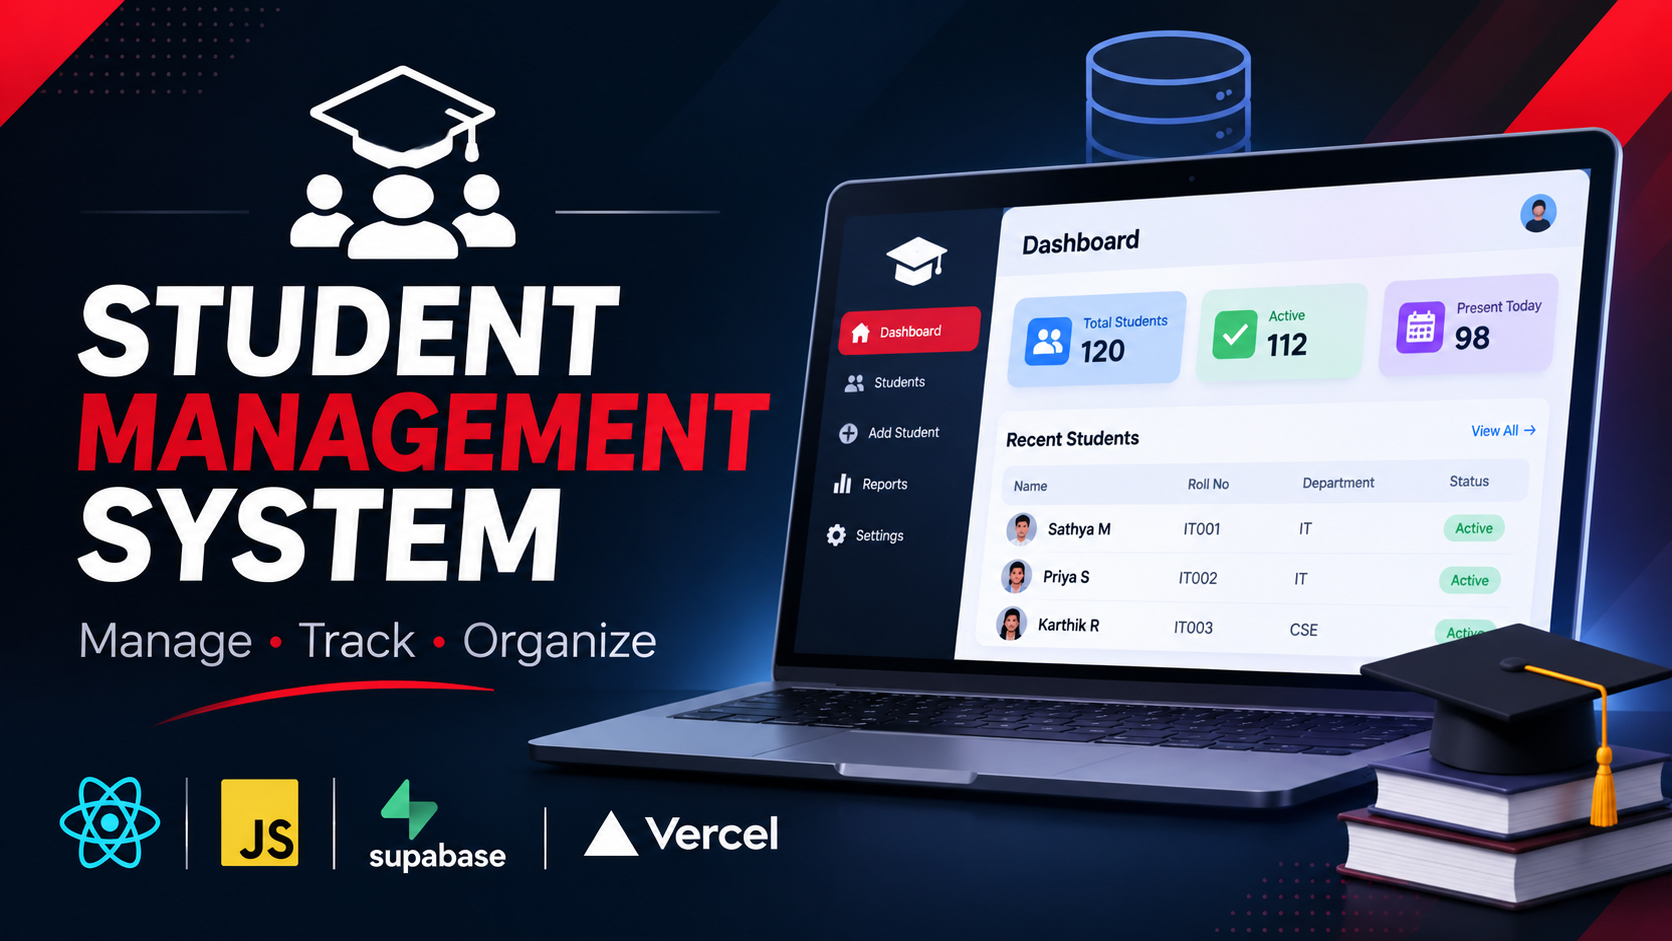 STUDENT
MANAGEMENT
SYSTEM
Manage • Track • Organize
JS
supabase
Vercel
Dashboard
Students
Add Student
Reports
Settings
Dashboard
Total Students
120
Active
112
Present Today
98
Recent Students
View All →
Name Roll No Department Status
Sathya M IT001 IT Active
Priya S IT002 IT Active
Karthik R IT003 CSE Active